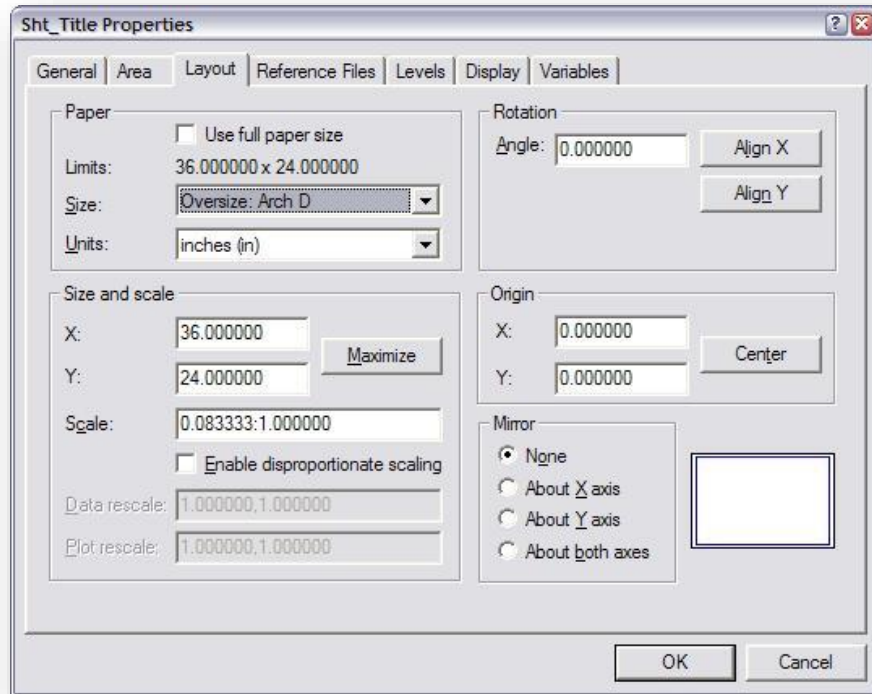 Sht_Title Properties
General Area Layout Reference Files Levels Display Variables
Paper
Use full paper size
Limits: 36.000000 x 24.000000
Size: Oversize: Arch D
Units: inches (in)
Rotation
Angle: 0.000000 Align X
Align Y
Size and scale
X: 36.000000
Maximize
Y: 24.000000
Scale: 0.083333:1.000000
Enable disproportionate scaling
Data rescale: 1.000000,1.000000
Plot rescale: 1.000000,1.000000
Origin
X: 0.000000
Center
Y: 0.000000
Mirror
None
About X axis
About Y axis
About both axes
OK Cancel